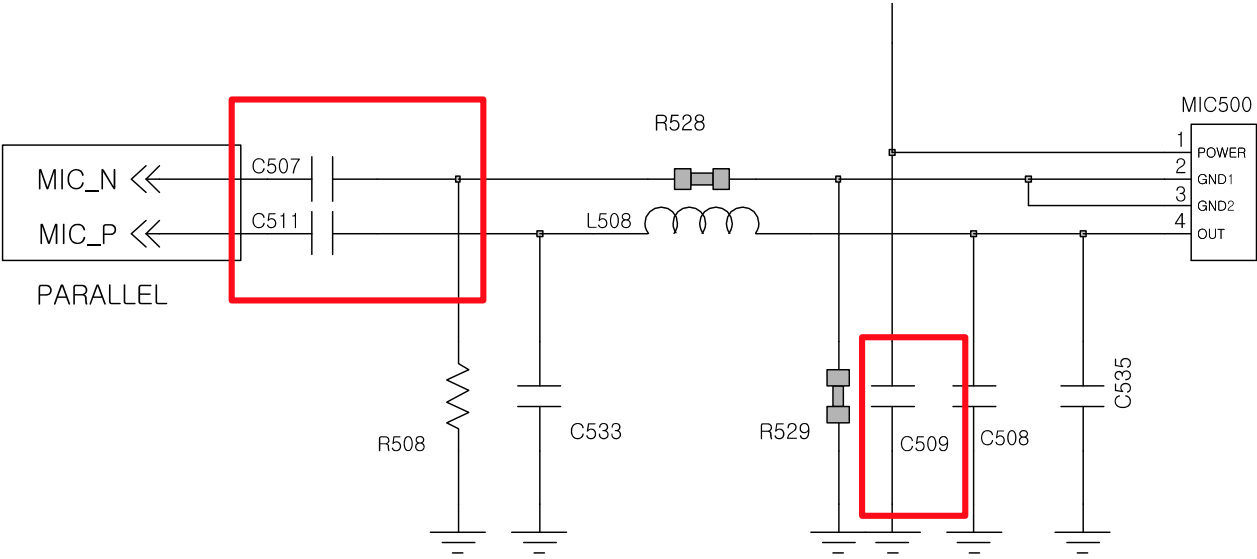 MIC500
R528
1 POWER
C507
MIC_N
2 GND1
3 GND2
C511
L508
MIC_P
4 OUT
PARALLEL
C535
R508
C533
R529
C509
C508